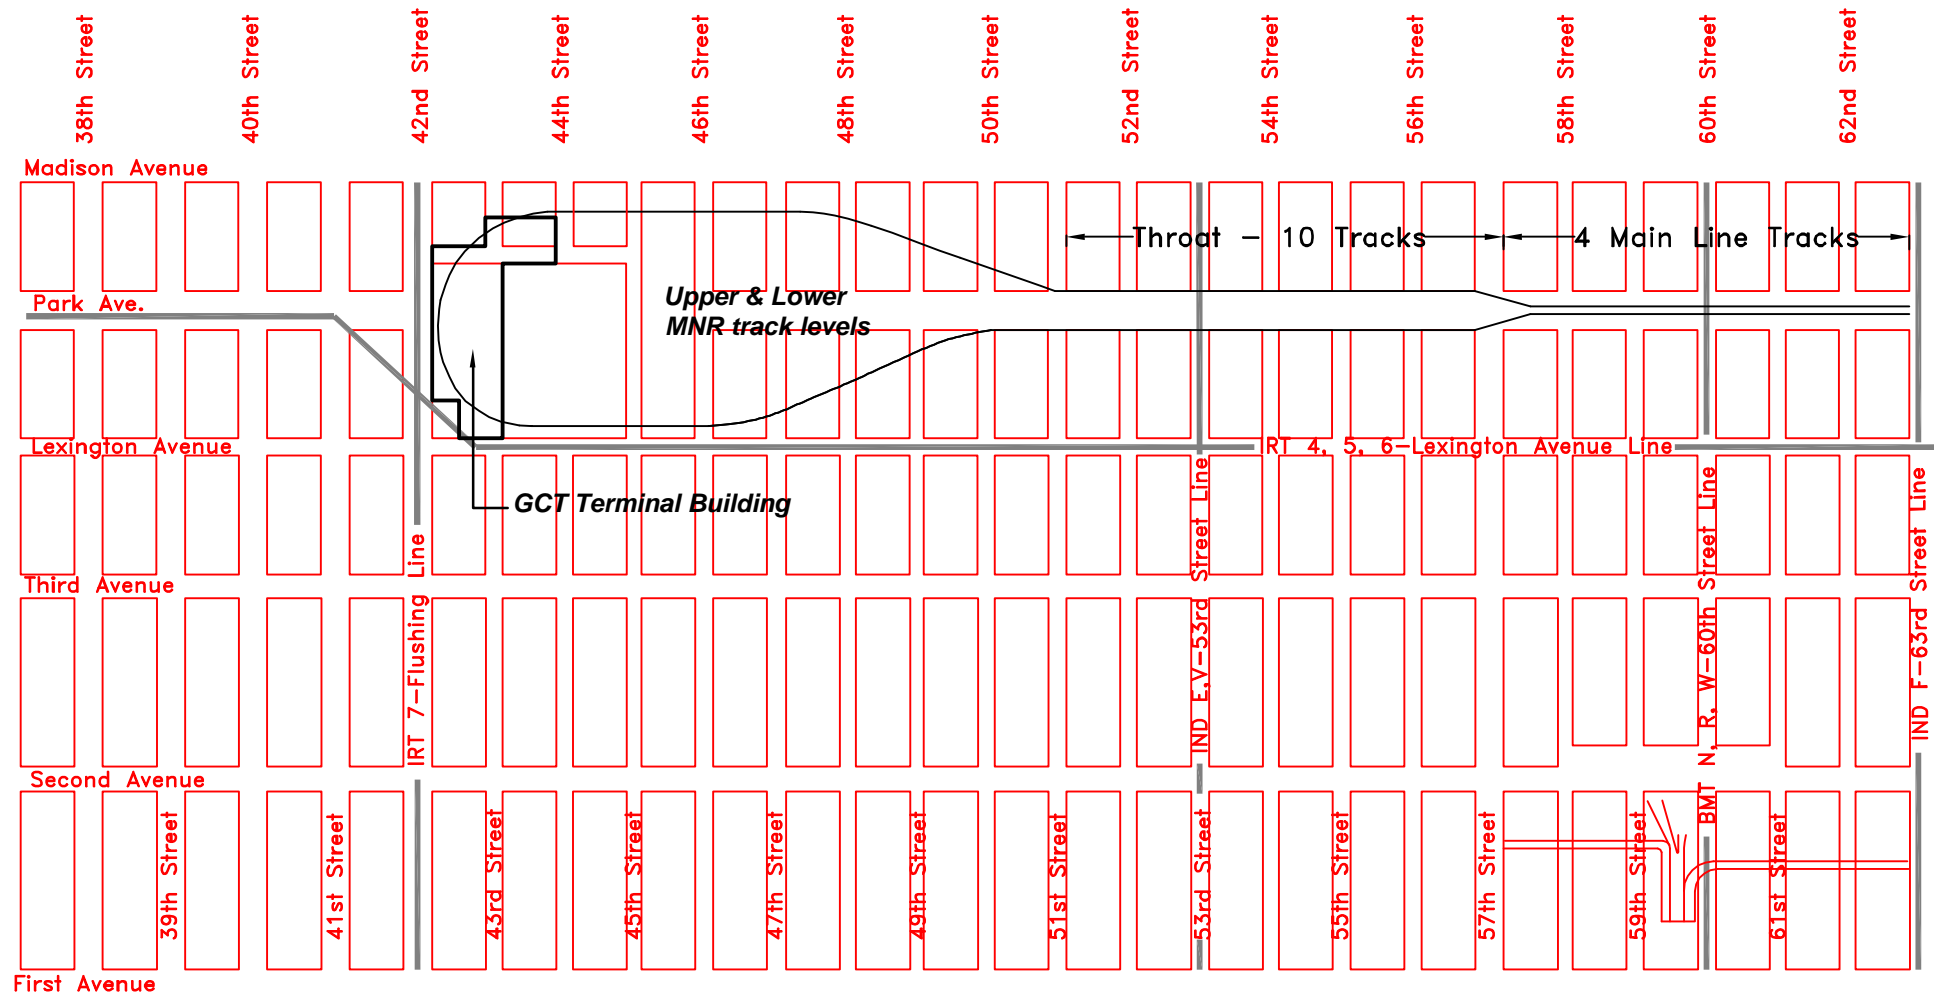 38th Street
40th Street
42nd Street
44th Street
46th Street
48th Street
50th Street
52nd Street
54th Street
56th Street
58th Street
60th Street
62nd Street
Madison Avenue
Throat - 10 Tracks
4 Main Line Tracks
Park Ave.
Upper & Lower
MNR track levels
Lexington Avenue
IRT 4, 5, 6-Lexington Avenue Line
GCT Terminal Building
IRT 7-Flushing Line
IND E,V-53rd Street Line
BMT N, R, W-60th Street Line
IND F-63rd Street Line
Third Avenue
Second Avenue
39th Street
41st Street
43rd Street
45th Street
47th Street
49th Street
51st Street
53rd Street
55th Street
57th Street
59th Street
61st Street
First Avenue